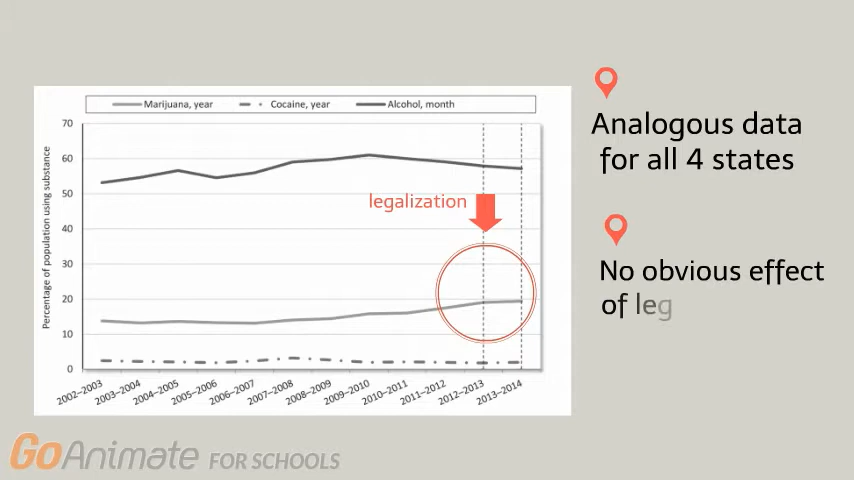 Marijuana, year Cocaine, year Alcohol, month
Percentage of population using substance
70
60
50
40
30
20
10
0
legalization
2002–2003 2003–2004 2004–2005 2005–2006 2006–2007 2007–2008 2008–2009 2009–2010 2010–2011 2011–2012 2012–2013 2013–2014
Analogous data
for all 4 states
No obvious effect
of leg
GoAnimate FOR SCHOOLS